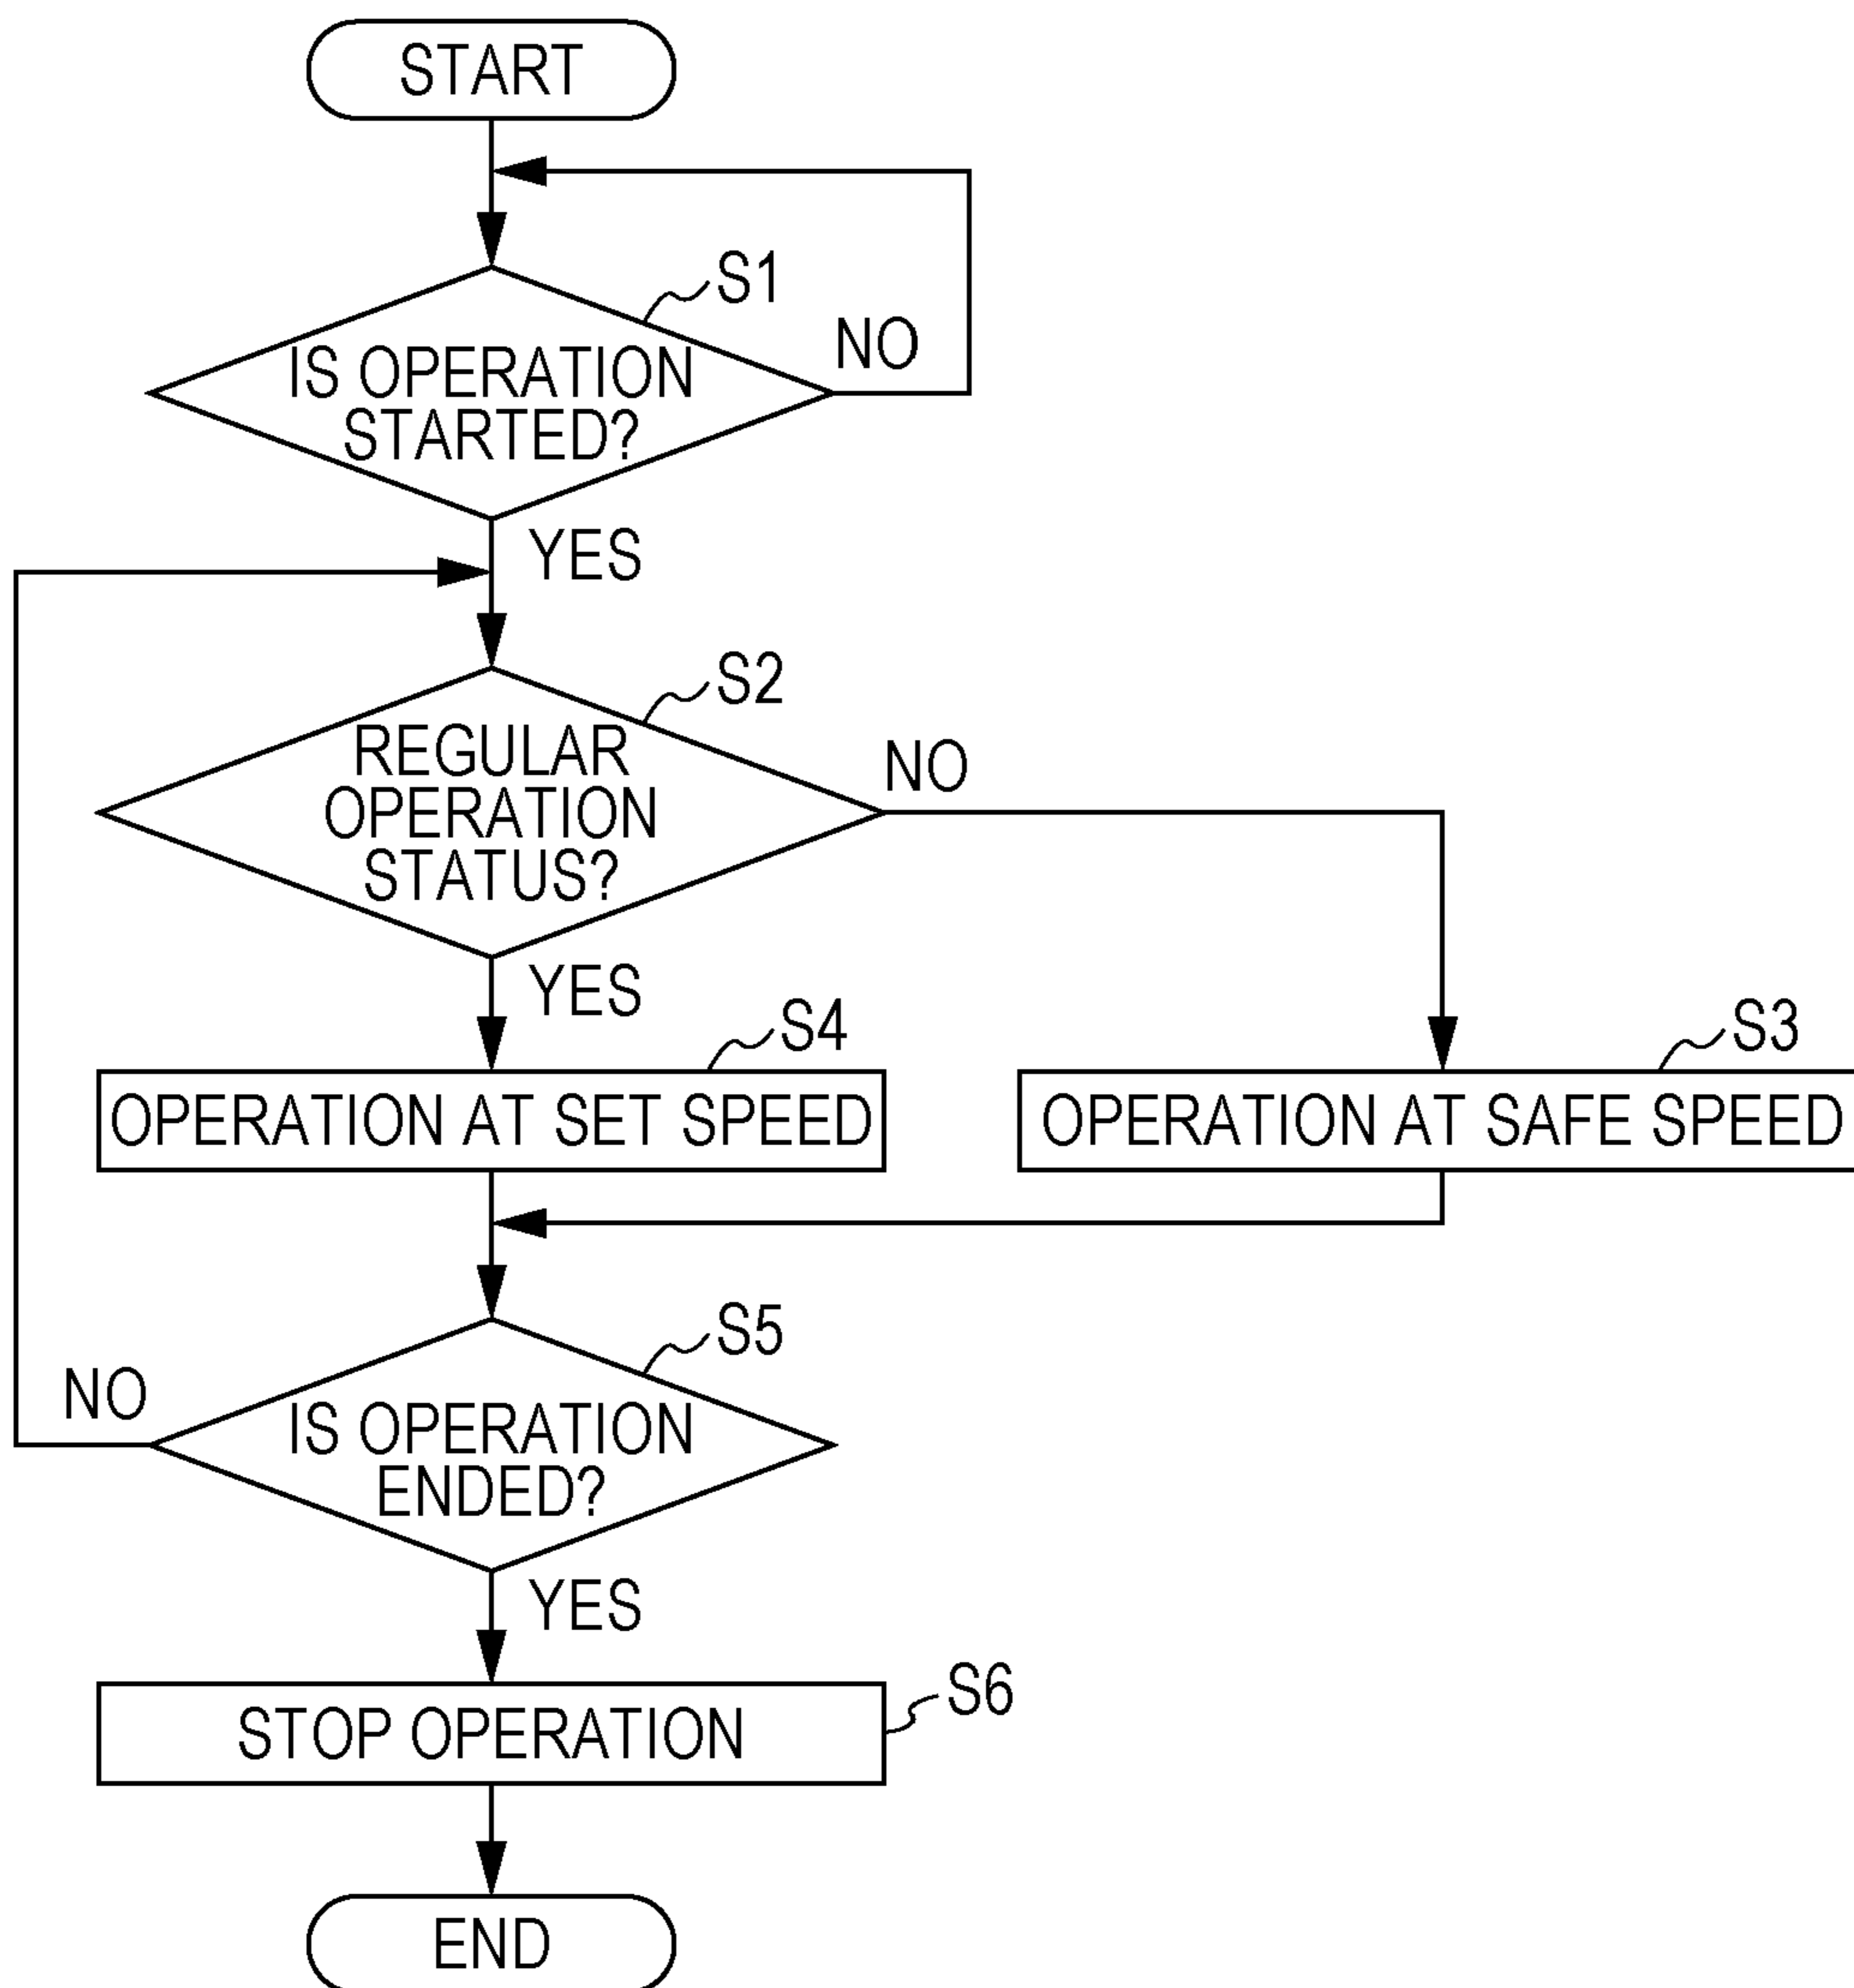 START
S1
IS OPERATION
STARTED?
NO
YES
S2
REGULAR
OPERATION
STATUS?
NO
YES
S4
OPERATION AT SET SPEED
S3
OPERATION AT SAFE SPEED
S5
IS OPERATION
ENDED?
NO
YES
S6
STOP OPERATION
END